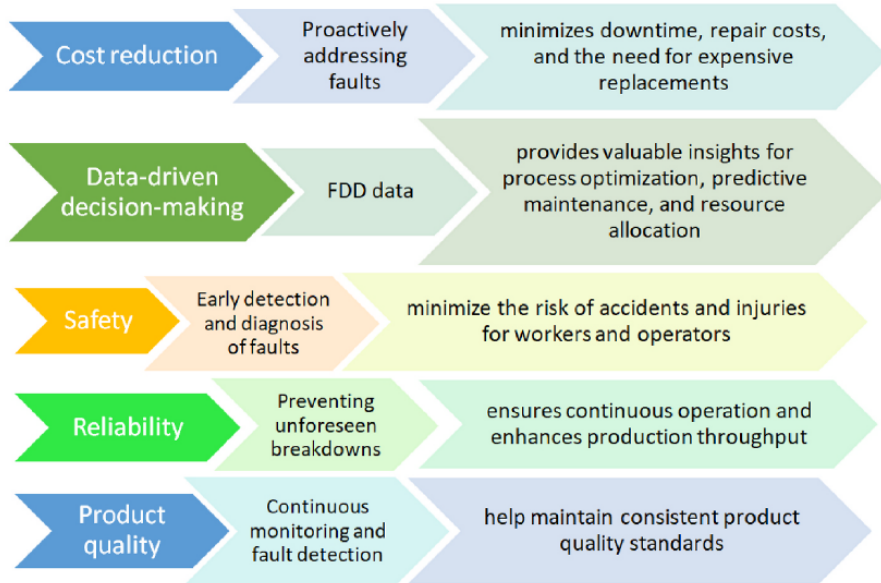 Cost reduction
Proactively
addressing
faults
minimizes downtime, repair costs,
and the need for expensive
replacements
Data-driven
decision-making
FDD data
provides valuable insights for
process optimization, predictive
maintenance, and resource
allocation
Safety
Early detection
and diagnosis
of faults
minimize the risk of accidents and injuries
for workers and operators
Reliability
Preventing
unforeseen
breakdowns
ensures continuous operation and
enhances production throughput
Product
quality
Continuous
monitoring and
fault detection
help maintain consistent product
quality standards